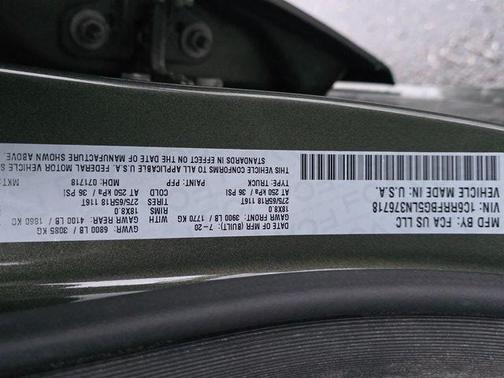 MFD BY: FCA US LLC
DATE OF MFR (BUILT): 7-20
GVWR: 6800 LB / 3085 KG
GAWR FRONT: 3900 LB / 1770 KG
GAWR REAR: 4100 LB / 1860 KG
275/65R18 116T
TIRES
275/65R18 116T
18X8.0
RIMS
18X8.0
AT 250 kPa/ 36 PSI
COLD
AT 250 kPa/ 36 PSI
THIS VEHICLE CONFORMS TO ALL APPLICABLE U.S.A. FEDERAL MOTOR VEHICLE S
STANDARDS IN EFFECT ON THE DATE OF MANUFACTURE SHOWN ABOVE.
VIN: 1C6RRFBG5LN376718
TYPE: TRUCK
MDH: 071718
PAINT: PFP
VEHICLE MADE IN: U.S.A.
MKT: